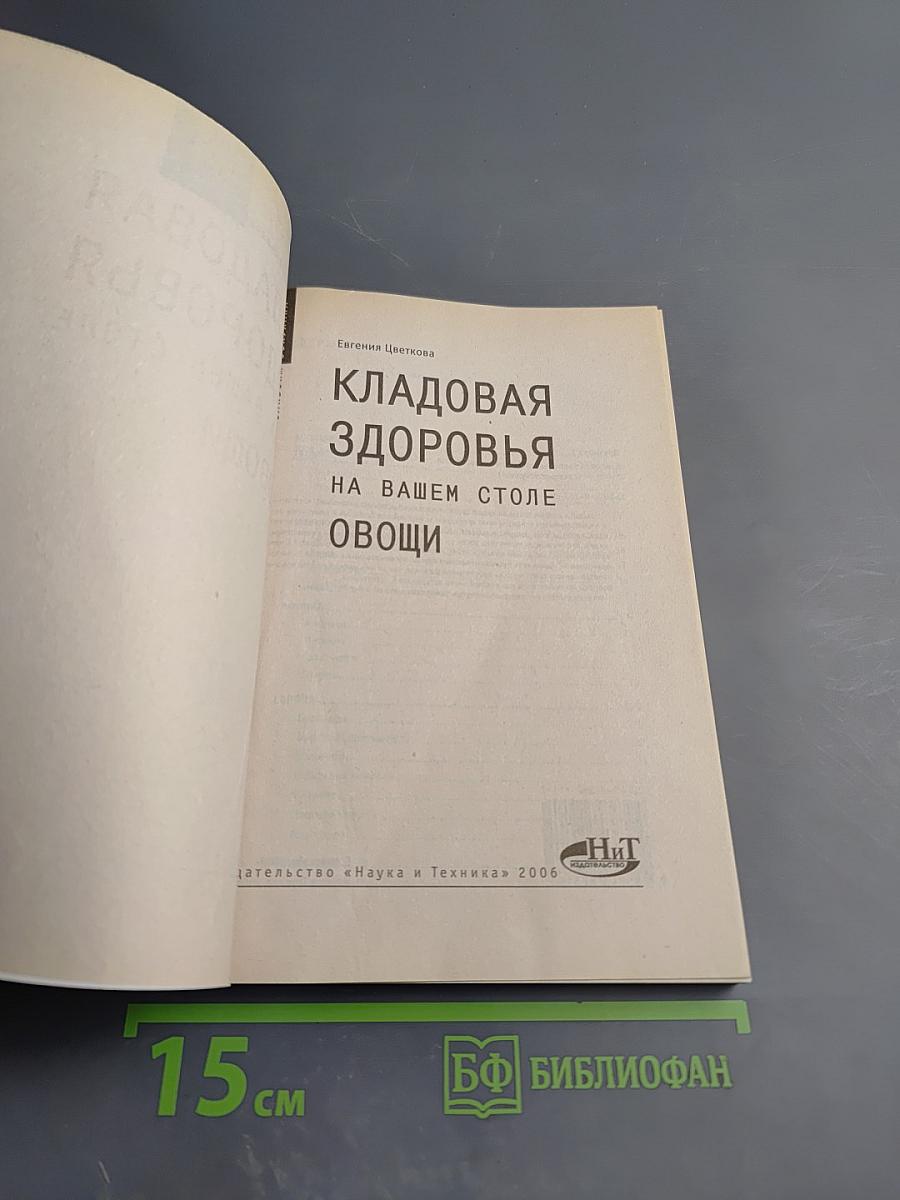 Евгения Цветкова
КЛАДОВАЯ
ЗДОРОВЬЯ
НА ВАШЕМ СТОЛЕ
ОВОЩИ
НиТ
ИЗДАТЕЛЬСТВО
дательство «Наука и Техника» 2006
15 см
БФ БИБЛИОФАН